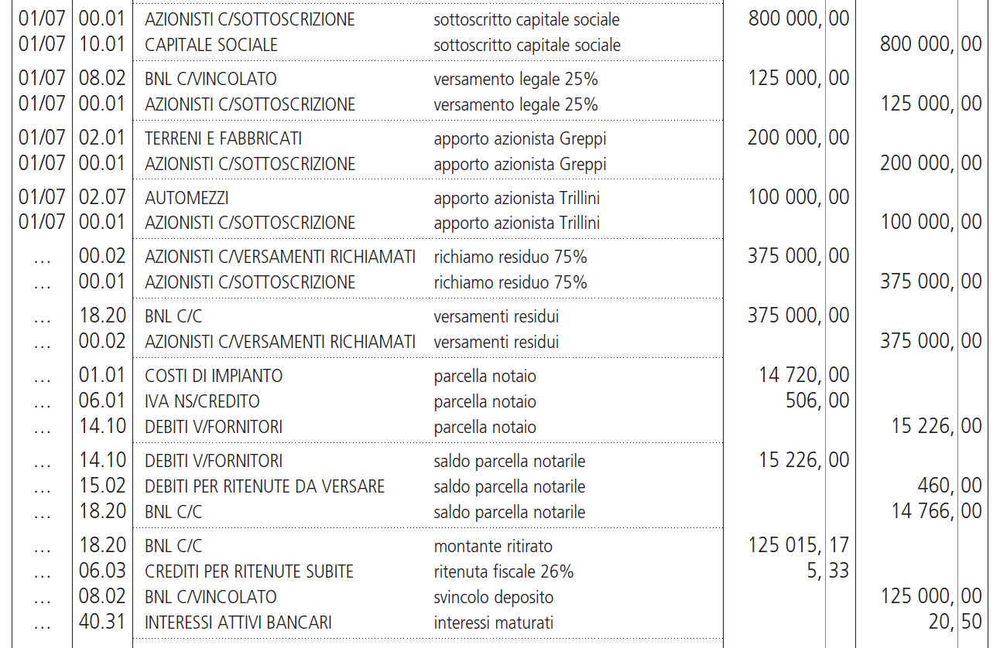 01/07 00.01 AZIONISTI C/SOTTOSCRIZIONE sottoscritto capitale sociale 800 000, 00
01/07 10.01 CAPITALE SOCIALE sottoscritto capitale sociale 800 000, 00
01/07 08.02 BNL C/VINCOLATO versamento legale 25% 125 000, 00
01/07 00.01 AZIONISTI C/SOTTOSCRIZIONE versamento legale 25% 125 000, 00
01/07 02.01 TERRENI E FABBRICATI apporto azionista Greppi 200 000, 00
01/07 00.01 AZIONISTI C/SOTTOSCRIZIONE apporto azionista Greppi 200 000, 00
01/07 02.07 AUTOMEZZI apporto azionista Trillini 100 000, 00
01/07 00.01 AZIONISTI C/SOTTOSCRIZIONE apporto azionista Trillini 100 000, 00
... 00.02 AZIONISTI C/VERSAMENTI RICHIAMATI richiamo residuo 75% 375 000, 00
... 00.01 AZIONISTI C/SOTTOSCRIZIONE richiamo residuo 75% 375 000, 00
... 18.20 BNL C/C versamenti residui 375 000, 00
... 00.02 AZIONISTI C/VERSAMENTI RICHIAMATI versamenti residui 375 000, 00
... 01.01 COSTI DI IMPIANTO parcella notaio 14 720, 00
... 06.01 IVA NS/CREDITO parcella notaio 506, 00
... 14.10 DEBITI V/FORNITORI parcella notaio 15 226, 00
... 14.10 DEBITI V/FORNITORI saldo parcella notarile 15 226, 00
... 15.02 DEBITI PER RITENUTE DA VERSARE saldo parcella notarile 460, 00
... 18.20 BNL C/C saldo parcella notarile 14 766, 00
... 18.20 BNL C/C montante ritirato 125 015, 17
... 06.03 CREDITI PER RITENUTE SUBITE ritenuta fiscale 26% 5, 33
... 08.02 BNL C/VINCOLATO svincolo deposito 125 000, 00
... 40.31 INTERESSI ATTIVI BANCARI interessi maturati 20, 50